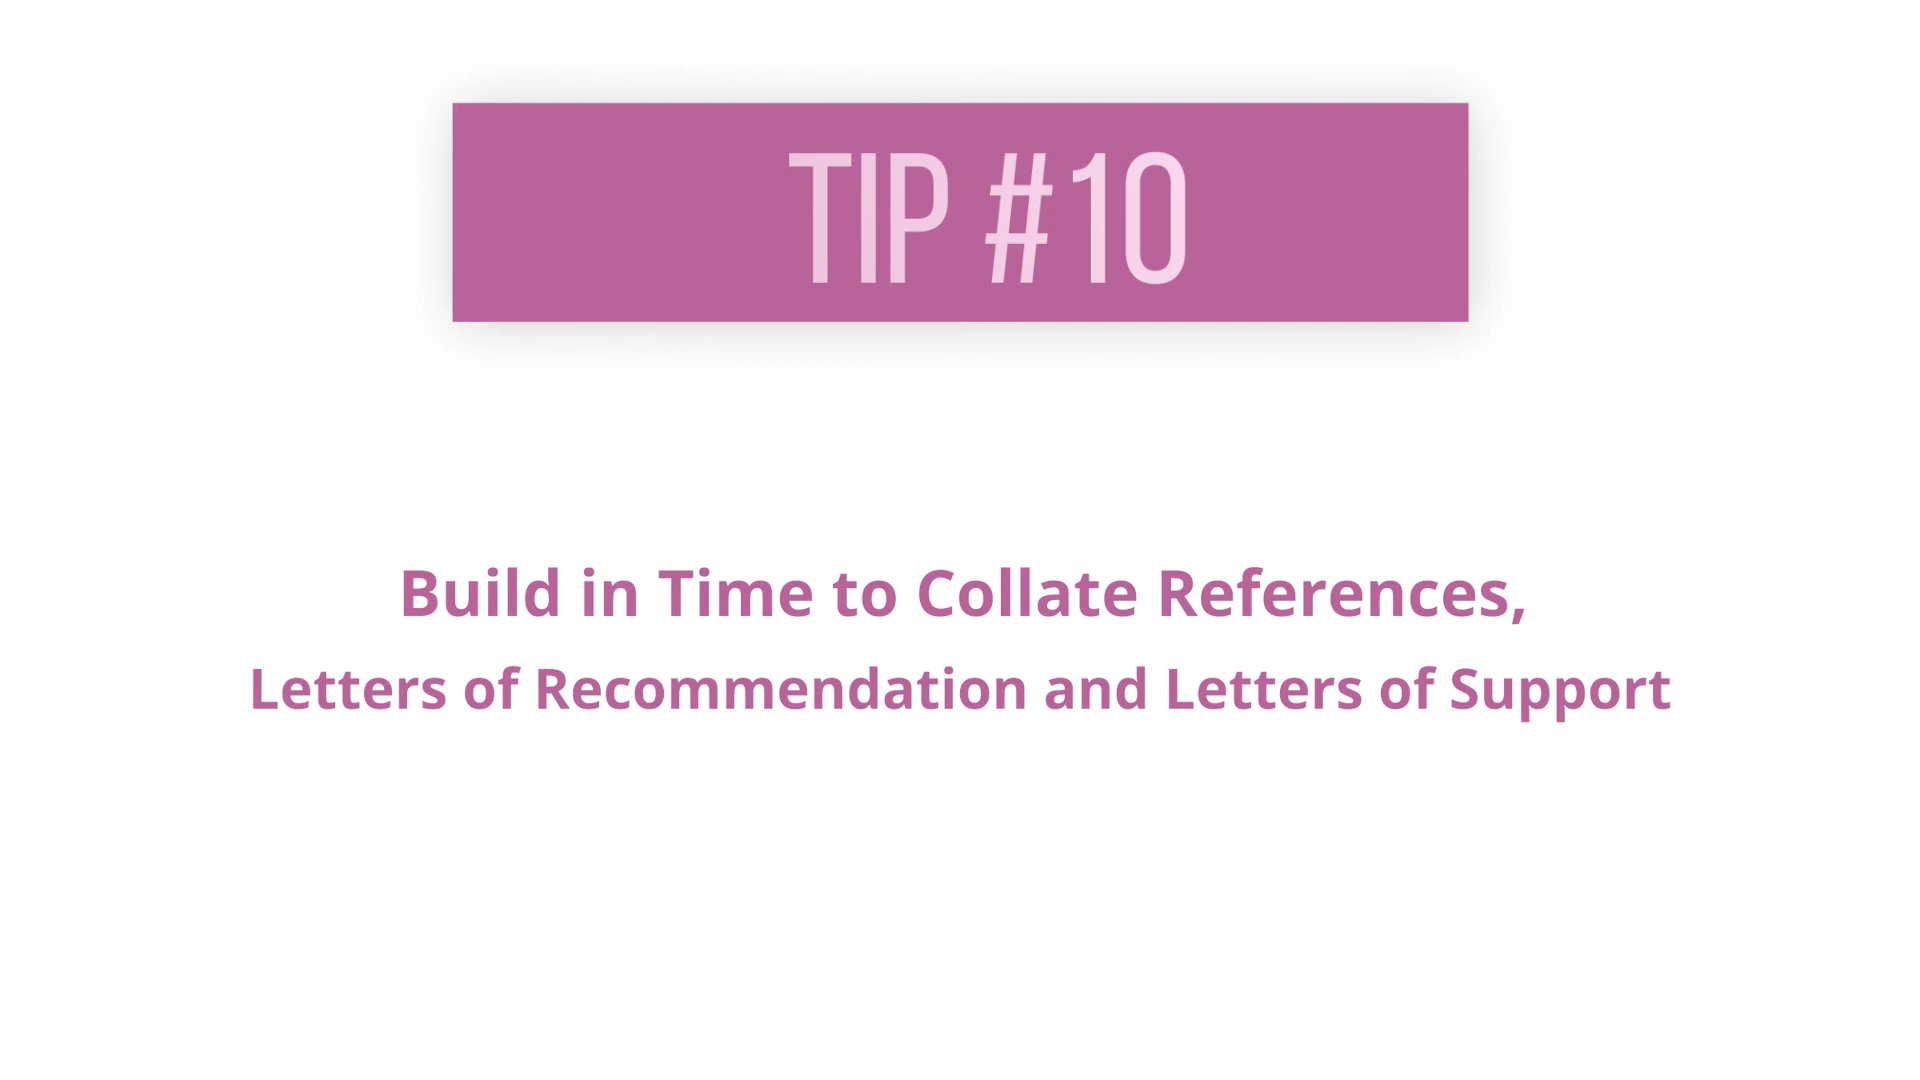 TIP #10
Build in Time to Collate References,
Letters of Recommendation and Letters of Support